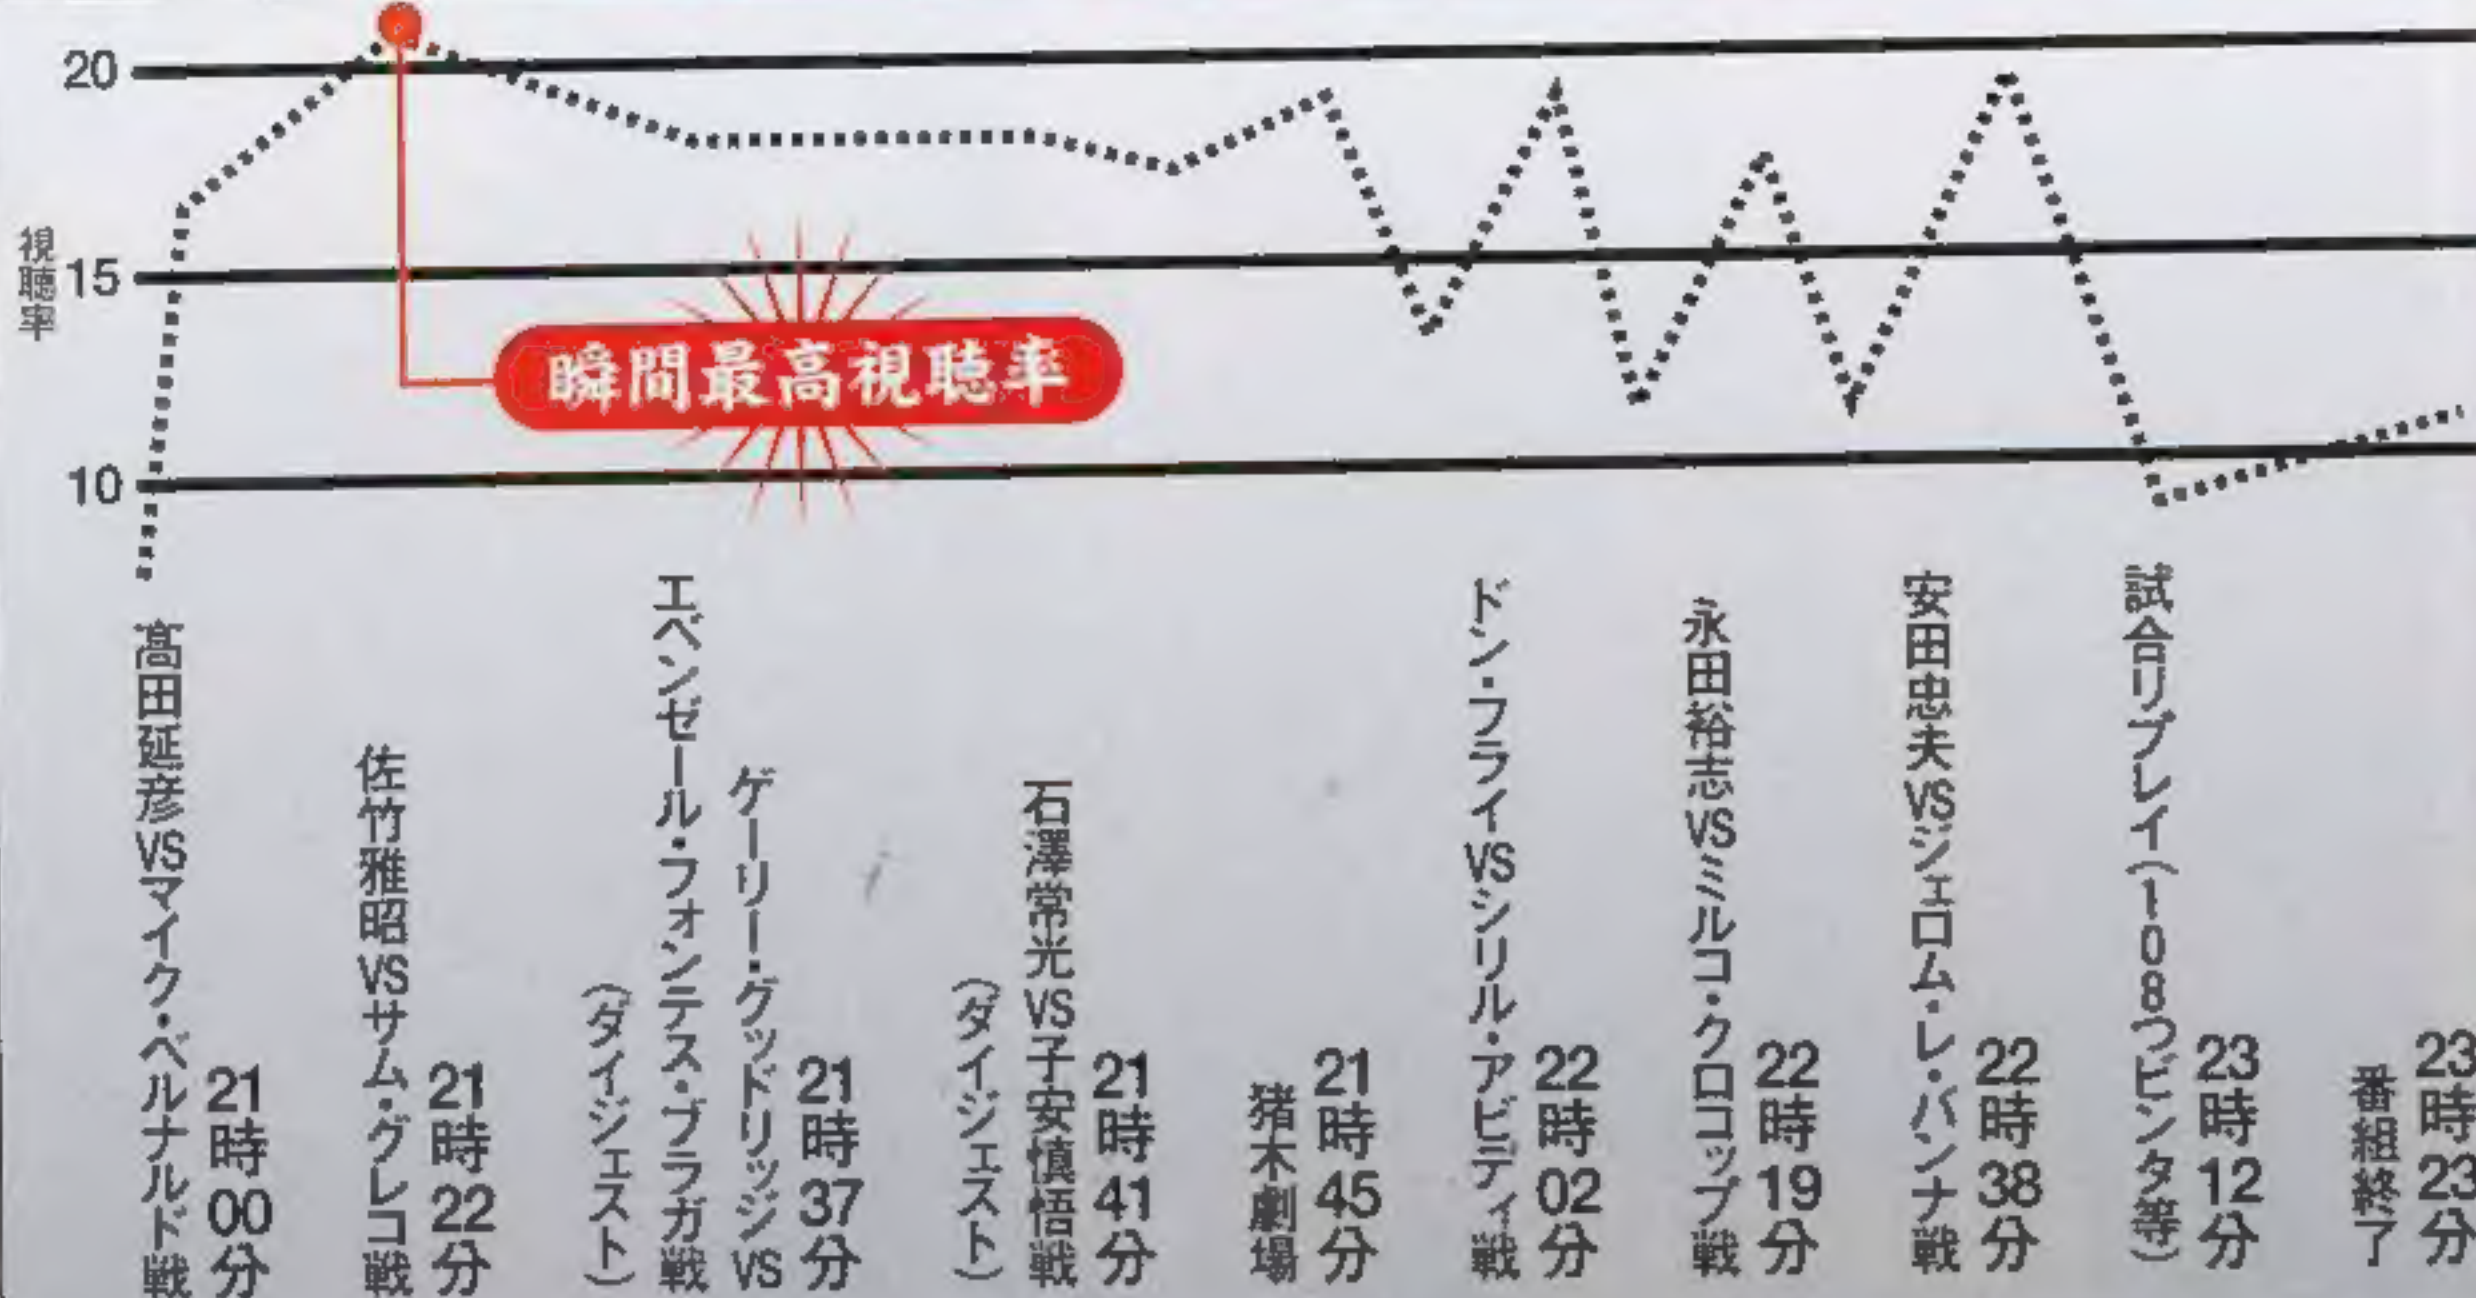 視聴率
20
15
10
瞬間最高視聴率
21時00分
高田延彦VSマイク・ベルナルド戦
21時22分
佐竹雅昭VSサム・グレコ戦
21時37分
ゲーリー・グッドリッジVS
エベンゼール・フォンテス・ブラガ戦
(ダイジェスト)
21時41分
石澤常光VS子安慎悟戦
(ダイジェスト)
21時45分
猪木劇場
22時02分
ドン・フライVSシリル・アビディ戦
22時19分
永田裕志VSミルコ・クロコップ戦
22時38分
安田忠夫VSジェロム・レ・バンナ戦
23時12分
試合リプレイ(108つビンタ等)
23時23分
番組終了